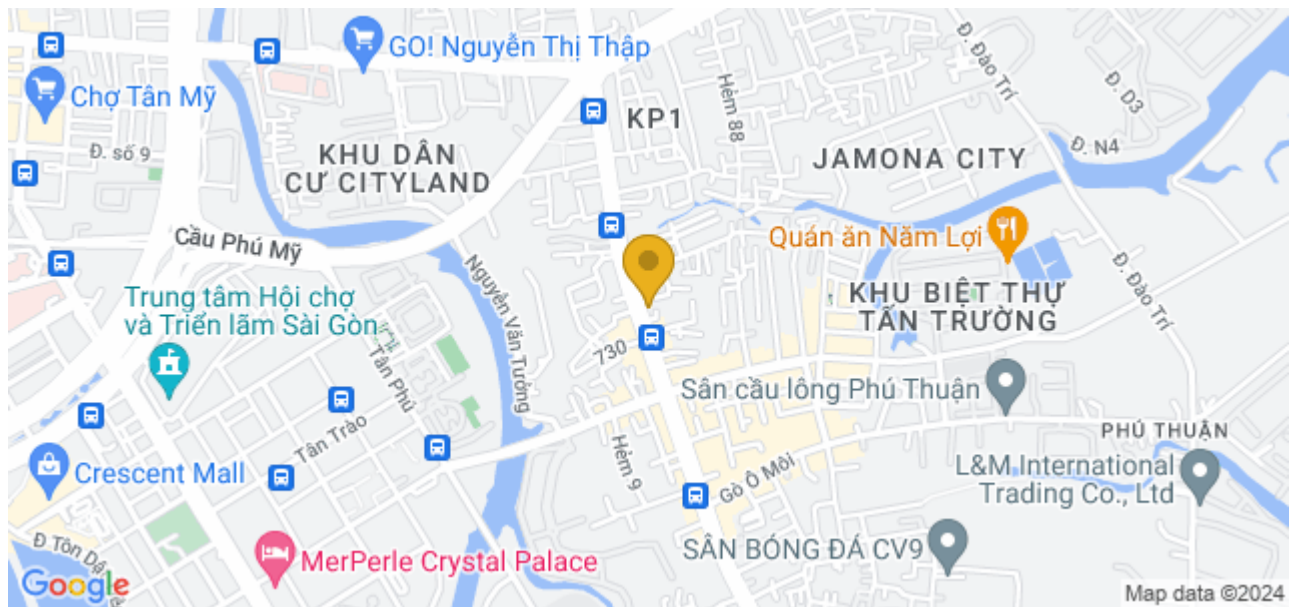 GO! Nguyễn Thị Thập
Chợ Tân Mỹ
Đ. số 9
KHU DÂN
CƯ CITYLAND
KP1
Hẻm 88
Đ. Đào Trí
Đ. D3
Đ. N4
JAMONA CITY
Cầu Phú Mỹ
Quán ăn Năm Lợi
Nguyễn Văn Tưởng
Đ. Đào Trí
KHU BIỆT THỰ
TẤN TRƯỜNG
Trung tâm Hội chợ
và Triển lãm Sài Gòn
Tân Phú
730
Sân cầu lông Phú Thuận
Tân Trào
Hẻm 9
PHÚ THUẬN
Gò Ô Môi
Crescent Mall
L&M International
Trading Co., Ltd
SÂN BÓNG ĐÁ CV9
MerPerle Crystal Palace
Google
Map data ©2024